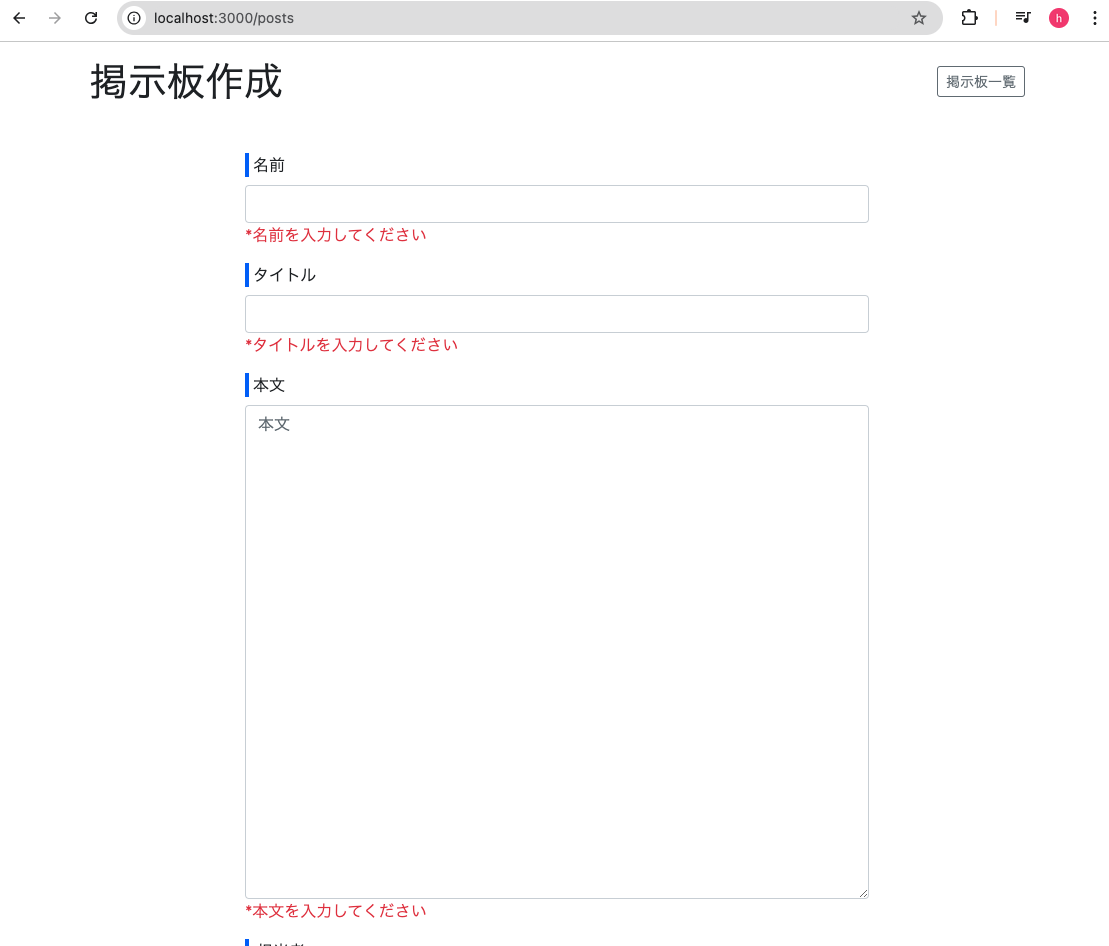 localhost:3000/posts
h
掲示板作成
掲示板一覧
名前
*名前を入力してください
タイトル
*タイトルを入力してください
本文
本文
*本文を入力してください